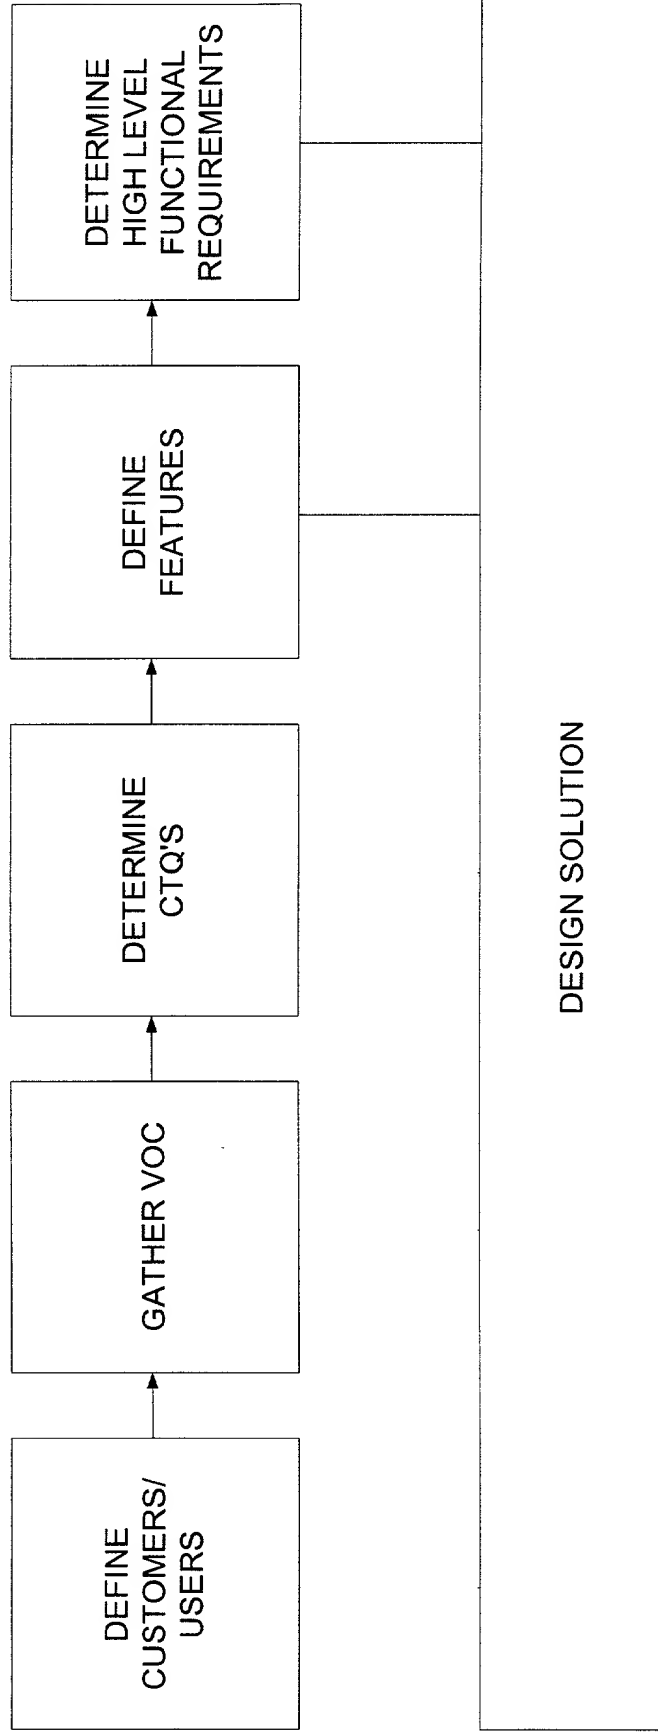 DEFINE
CUSTOMERS/
USERS
GATHER VOC
DETERMINE
CTQ'S
DEFINE
FEATURES
DETERMINE
HIGH LEVEL
FUNCTIONAL
REQUIREMENTS
DESIGN SOLUTION